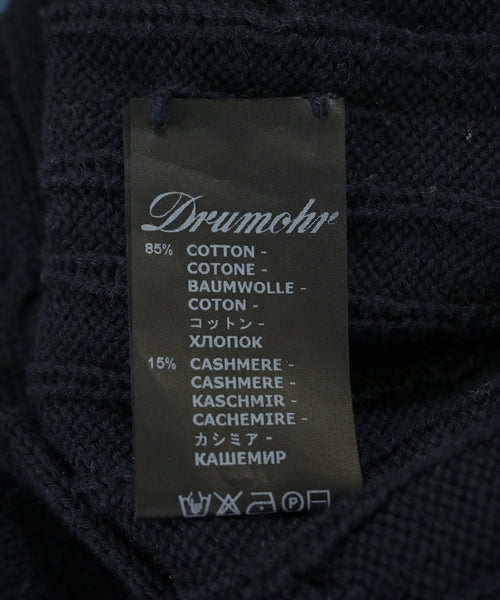 Drumohr
85% COTTON -
COTONE -
BAUMWOLLE -
COTON -
コットン -
ХЛОПОК
15% CASHMERE -
CASHMERE -
KASCHMIR -
CACHEMIRE -
カシミア -
КАШЕМИР
P